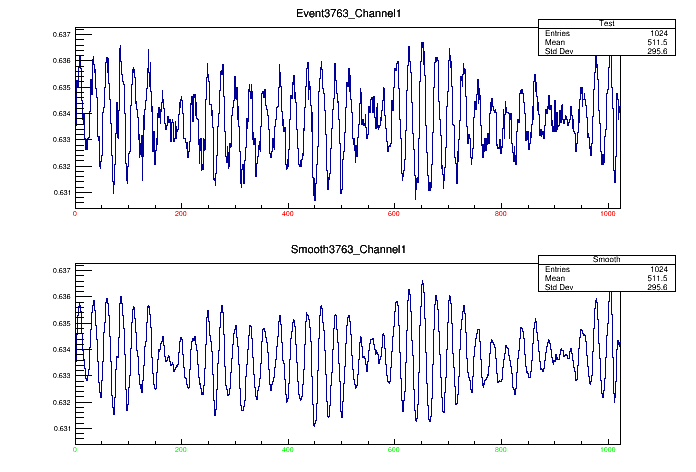 Event3763_Channel1
Test
Entries 1024
Mean 511.5
Std Dev 295.6
0.637
0.636
0.635
0.634
0.633
0.632
0.631
0 200 400 600 800 1000
Smooth3763_Channel1
Smooth
Entries 1024
Mean 511.5
Std Dev 295.6
0.637
0.636
0.635
0.634
0.633
0.632
0.631
0 200 400 600 800 1000